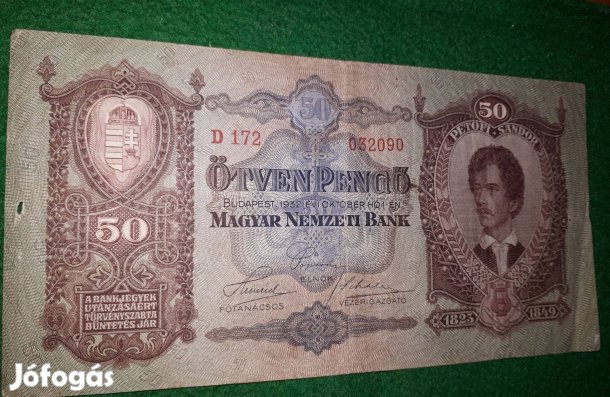 50
50
PETŐFI SÁNDOR
D 172
032090
ÖTVEN PENGŐ
BUDAPEST, 1932. ÉVI OKTÓBER HÓ 1-ÉN
MAGYAR NEMZETI BANK
50
ELNÖK
FŐTANÁCSOS
VEZÉRIGAZGATÓ
A BANKJEGYEK
UTÁNZÁSÁÉRT
TÖRVÉNYSZABTA
BÜNTETÉS JÁR
1823
1849
Jófogás